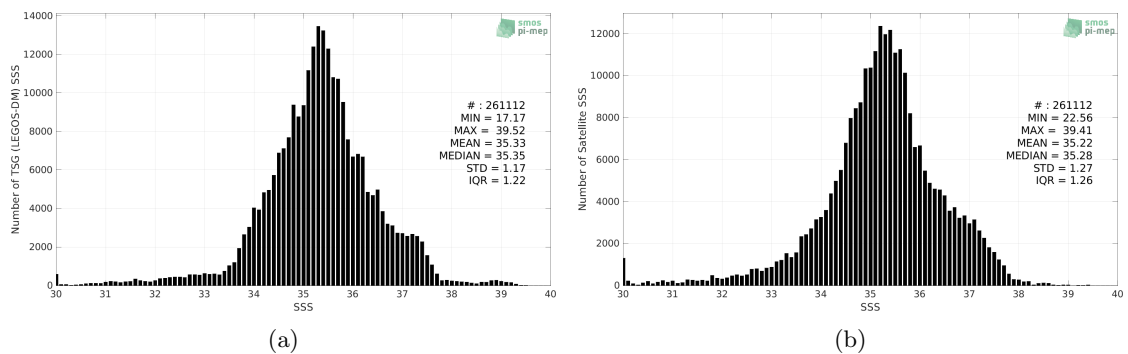 14000
12000
10000
8000
6000
4000
2000
0
Number of TSG (LEGOS-DM) SSS
smos
pi-mep
# : 261112
MIN = 17.17
MAX = 39.52
MEAN = 35.33
MEDIAN = 35.35
STD = 1.17
IQR = 1.22
30 31 32 33 34 35 36 37 38 39 40
SSS
(a)
12000
10000
8000
6000
4000
2000
0
Number of Satellite SSS
smos
pi-mep
# : 261112
MIN = 22.56
MAX = 39.41
MEAN = 35.22
MEDIAN = 35.28
STD = 1.27
IQR = 1.26
30 31 32 33 34 35 36 37 38 39 40
SSS
(b)